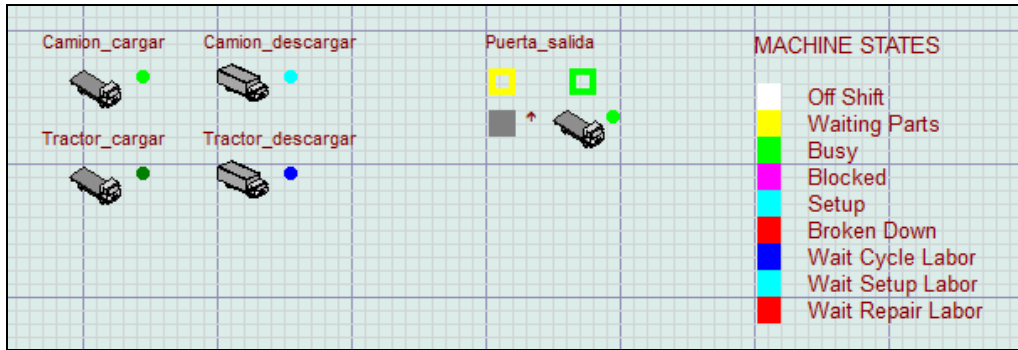 Camion_cargar
Camion_descargar
Puerta_salida
Tractor_cargar
Tractor_descargar
MACHINE STATES
Off Shift
Waiting Parts
Busy
Blocked
Setup
Broken Down
Wait Cycle Labor
Wait Setup Labor
Wait Repair Labor